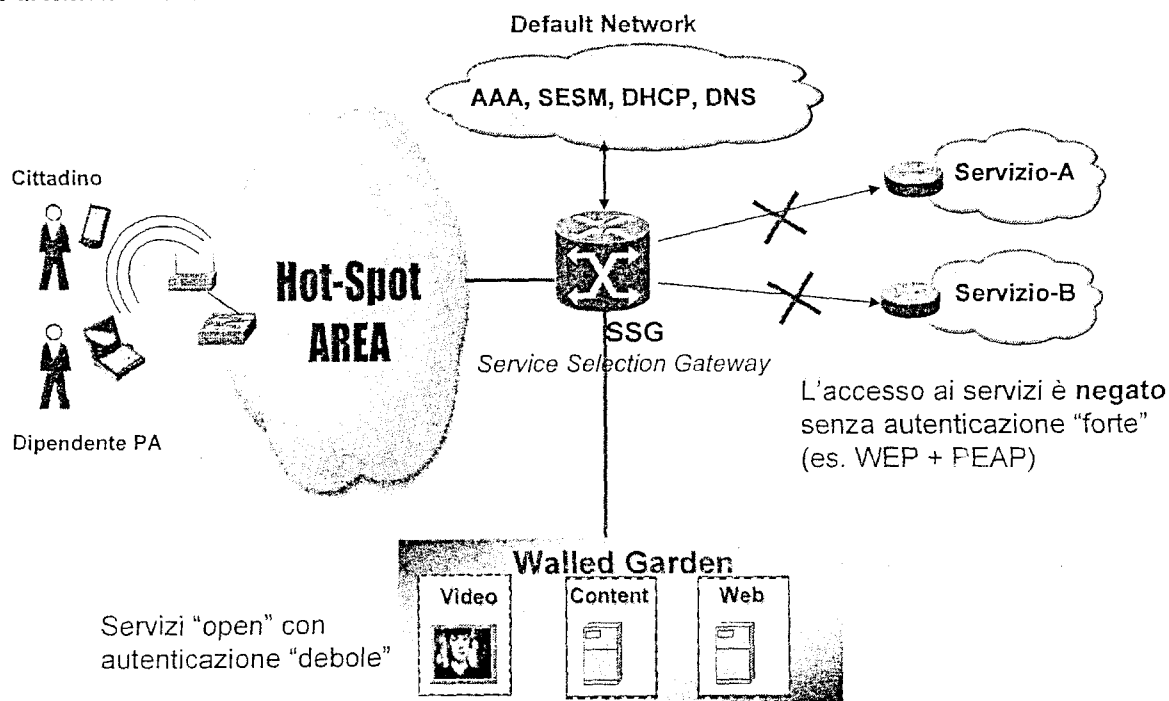 Default Network
AAA, SESM, DHCP, DNS
Cittadino
Servizio-A
Hot-Spot
AREA
Servizio-B
SSG
Service Selection Gateway
Dipendente PA
L'accesso ai servizi è negato
senza autenticazione "forte"
(es. WEP + PEAP)
Walled Garden
Video
Content
Web
Servizi "open" con
autenticazione "debole"